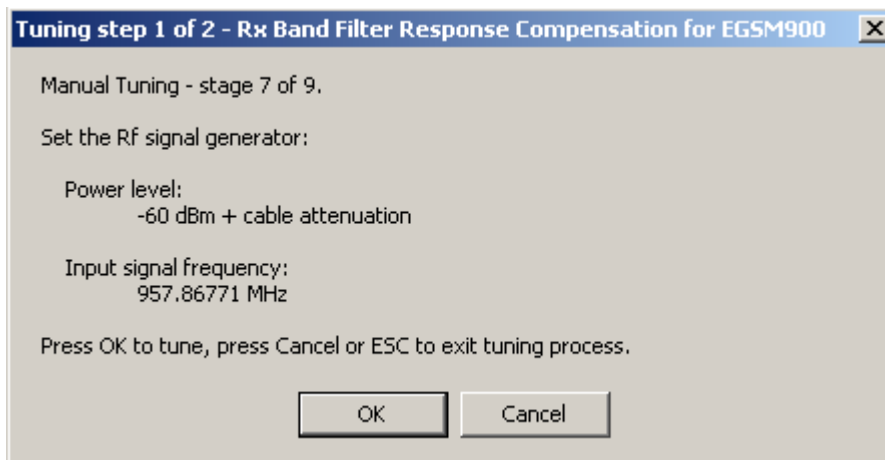 Tuning step 1 of 2 - Rx Band Filter Response Compensation for EGSM900
Manual Tuning - stage 7 of 9.
Set the Rf signal generator:
Power level:
-60 dBm + cable attenuation
Input signal frequency:
957.86771 MHz
Press OK to tune, press Cancel or ESC to exit tuning process.
OK
Cancel